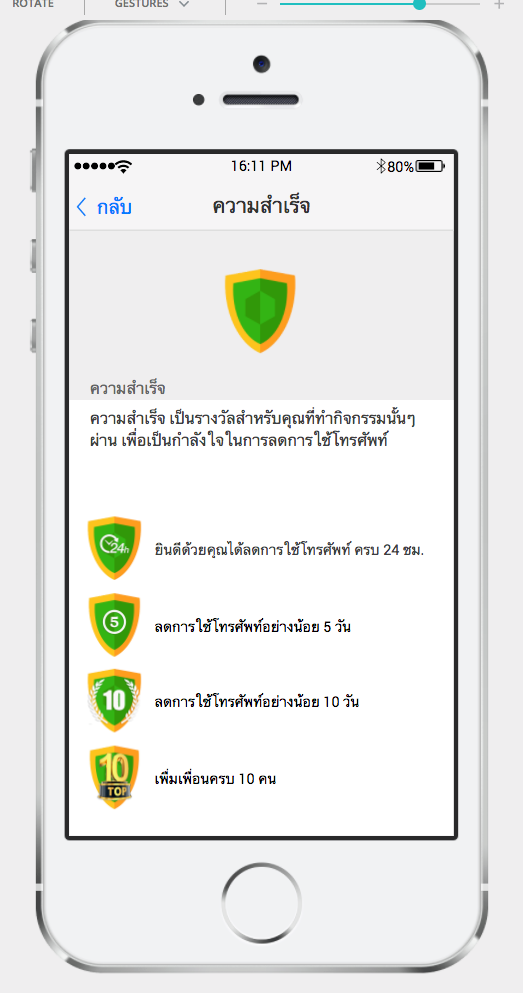 ROTATE GESTURES
16:11 PM 80%
กลับ ความสำเร็จ
ความสำเร็จ
ความสำเร็จ เป็นรางวัลสำหรับคุณที่ทำกิจกรรมนั้นๆ
ผ่าน เพื่อเป็นกำลังใจในการลดการใช้โทรศัพท์
24h
ยินดีด้วยคุณได้ลดการใช้โทรศัพท์ ครบ 24 ชม.
5
ลดการใช้โทรศัพท์อย่างน้อย 5 วัน
10
ลดการใช้โทรศัพท์อย่างน้อย 10 วัน
10
TOP
เพิ่มเพื่อนครบ 10 คน